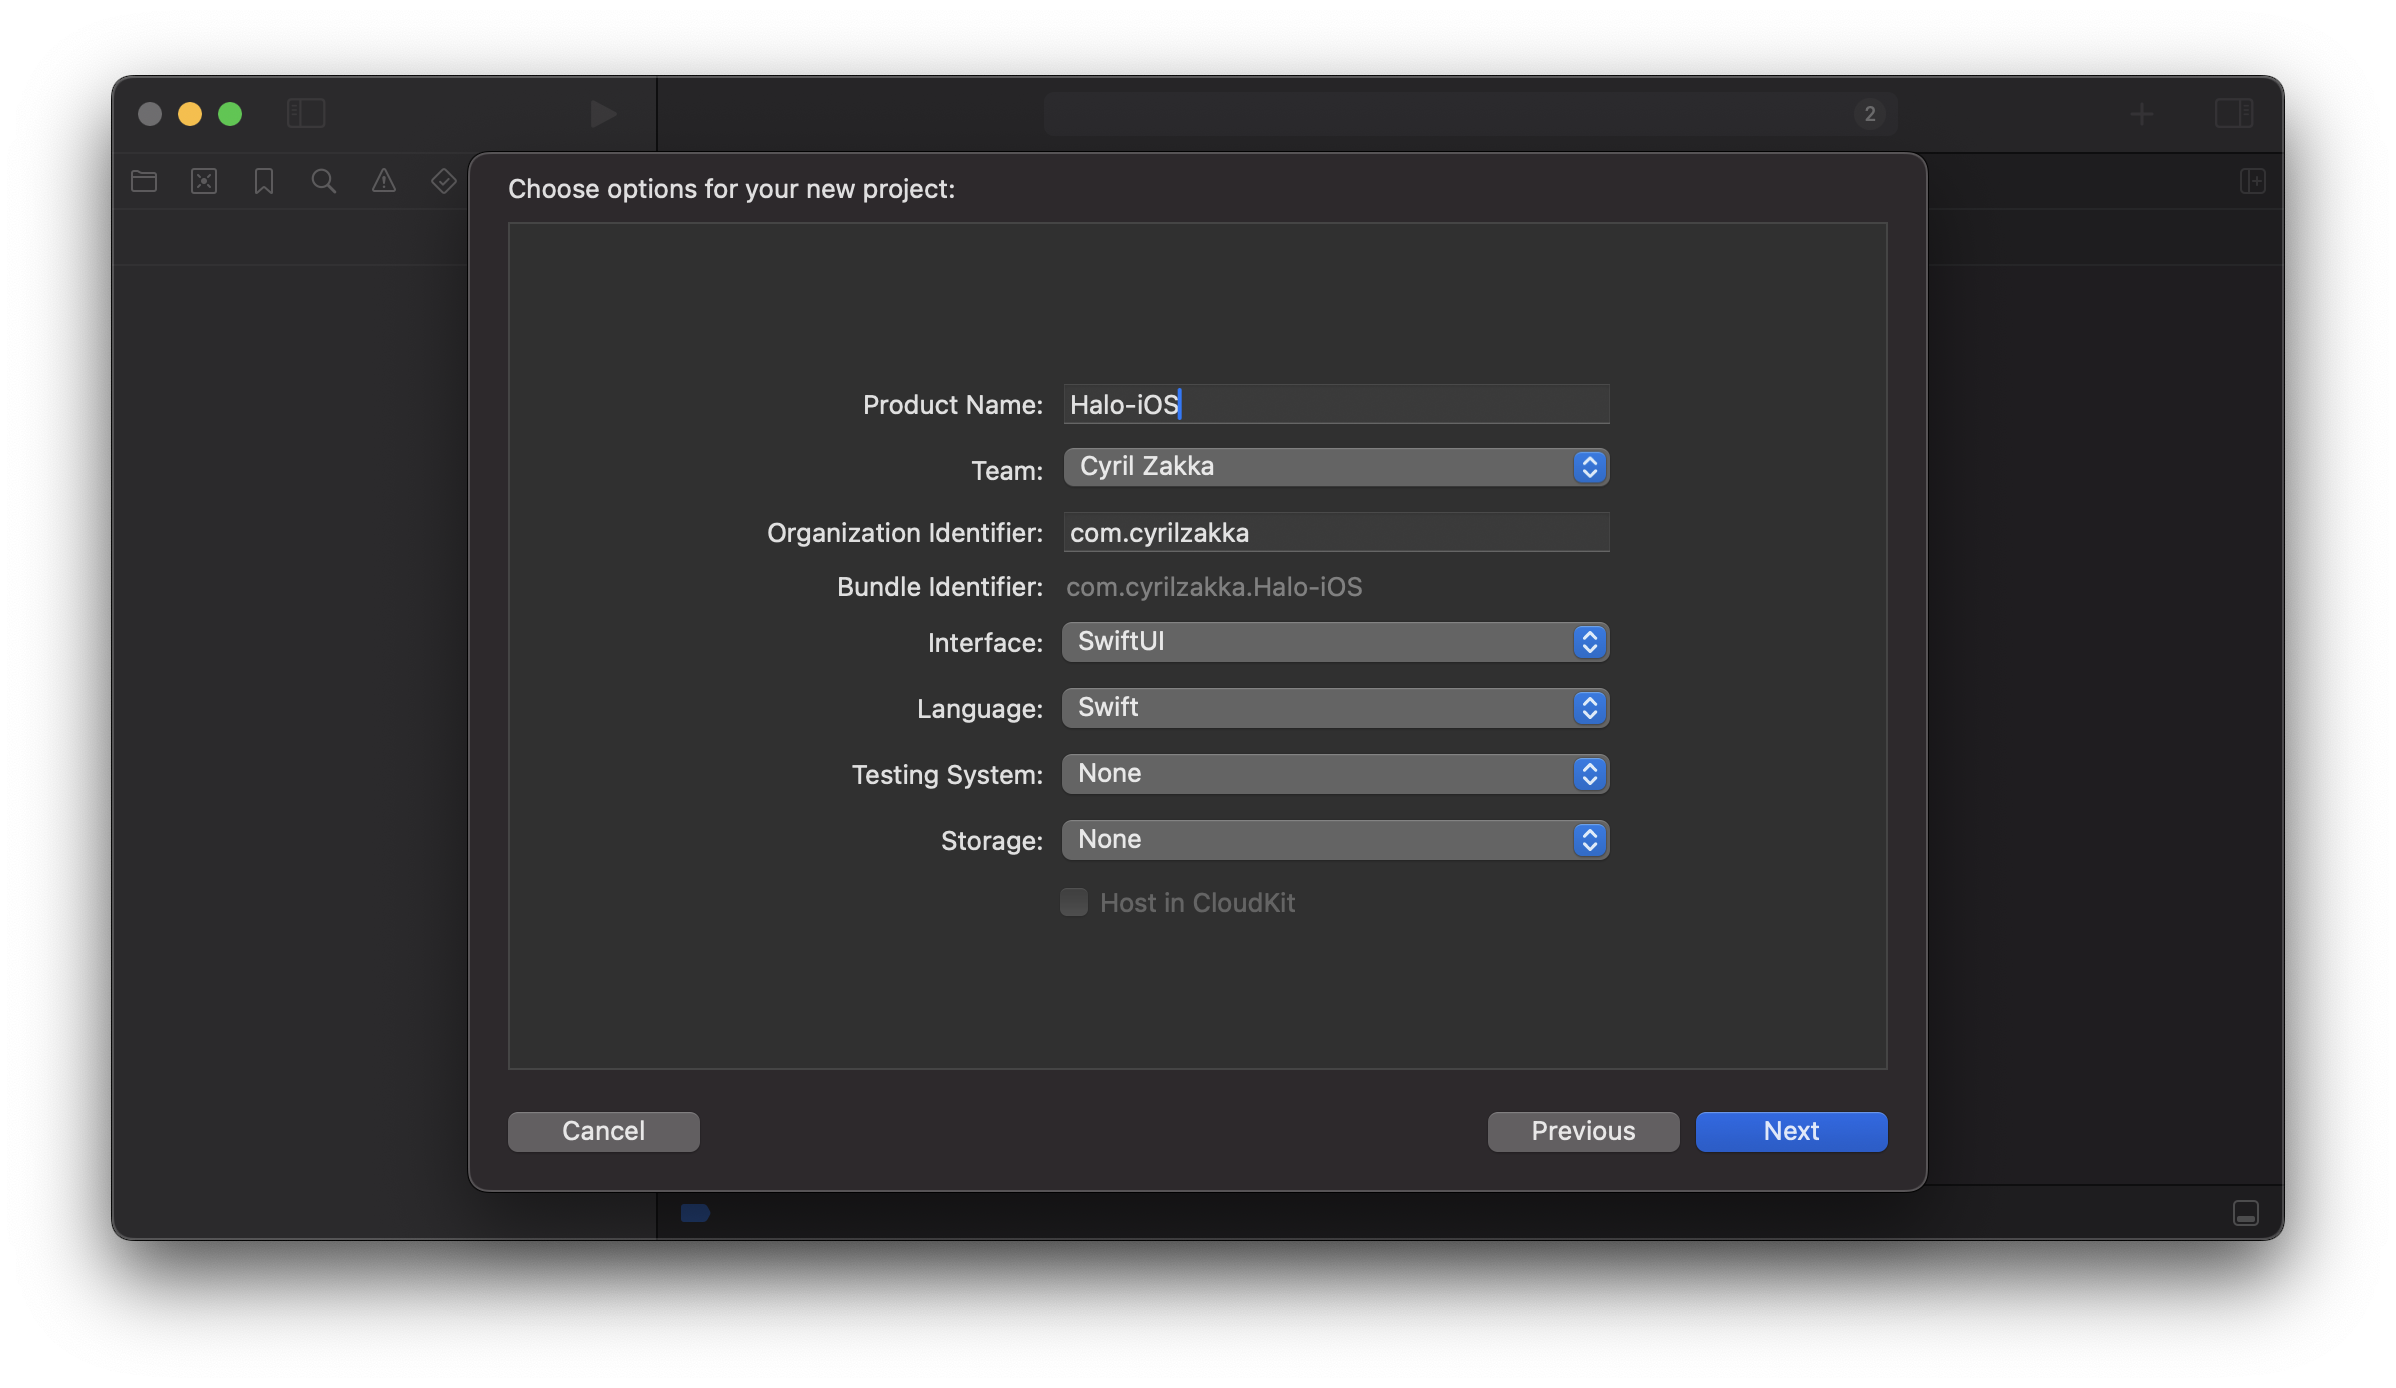 2
Choose options for your new project:
Product Name: Halo-iOS
Team: Cyril Zakka
Organization Identifier: com.cyrilzakka
Bundle Identifier: com.cyrilzakka.Halo-iOS
Interface: SwiftUI
Language: Swift
Testing System: None
Storage: None
Host in CloudKit
Cancel Previous Next